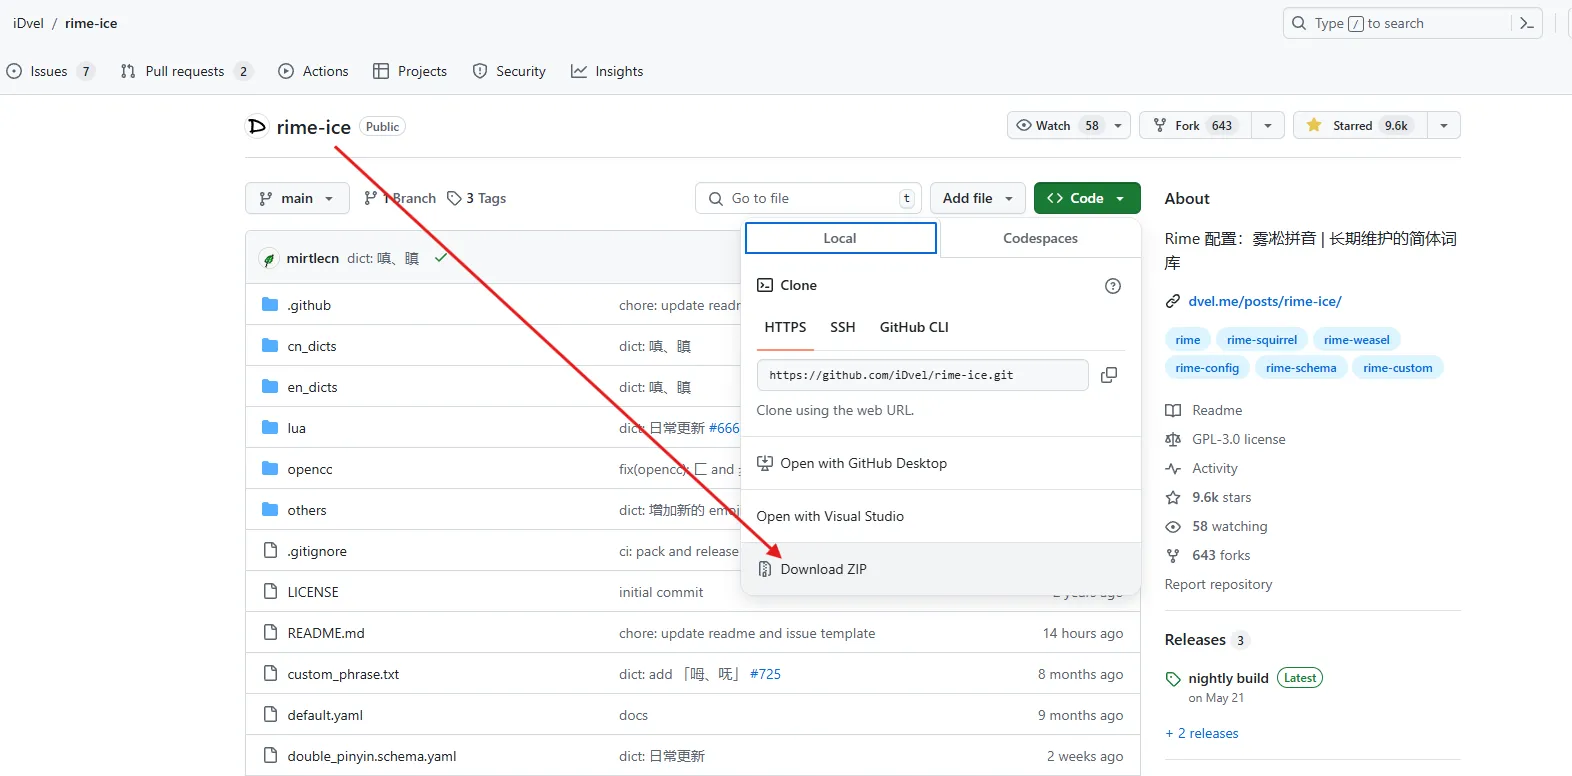 iDvel / rime-ice
Type / to search
Issues 7 Pull requests 2 Actions Projects Security Insights
rime-ice Public
Watch 58 Fork 643 Starred 9.6k
main 1 Branch 3 Tags Go to file t Add file Code
Local Codespaces
Clone
HTTPS SSH GitHub CLI
https://github.com/iDvel/rime-ice.git
Clone using the web URL.
Open with GitHub Desktop
Open with Visual Studio
Download ZIP
mirtlecn dict: 嗔、瞋
.github chore: update readm
cn_dicts dict: 嗔、瞋
en_dicts dict: 嗔、瞋
lua dict: 日常更新 #666
opencc fix(opencc): 匚 and
others dict: 增加新的 emoji
.gitignore ci: pack and release
LICENSE initial commit 2 years ago
README.md chore: update readme and issue template 14 hours ago
custom_phrase.txt dict: add 「呣、呒」 #725 8 months ago
default.yaml docs 9 months ago
double_pinyin.schema.yaml dict: 日常更新 2 weeks ago
About
Rime 配置：雾凇拼音 | 长期维护的简体词
库
dvel.me/posts/rime-ice/
rime rime-squirrel rime-weasel
rime-config rime-schema rime-custom
Readme
GPL-3.0 license
Activity
9.6k stars
58 watching
643 forks
Report repository
Releases 3
nightly build Latest
on May 21
+ 2 releases